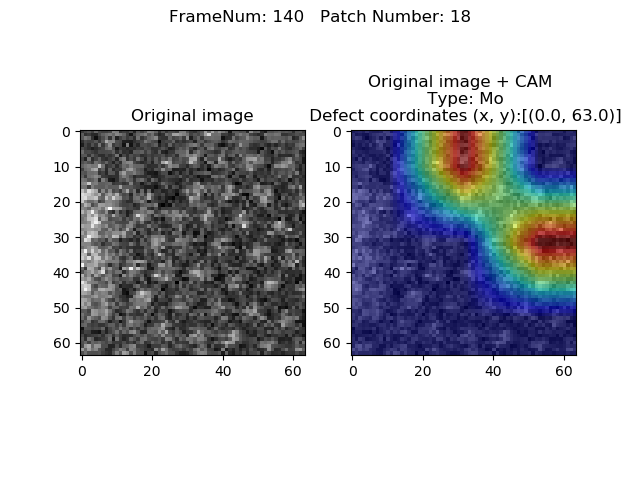 FrameNum: 140   Patch Number: 18
Original image
Original image + CAM
Type: Mo
Defect coordinates (x, y):[(0.0, 63.0)]
0
10
20
30
40
50
60
0 20 40 60
0
10
20
30
40
50
60
0 20 40 60